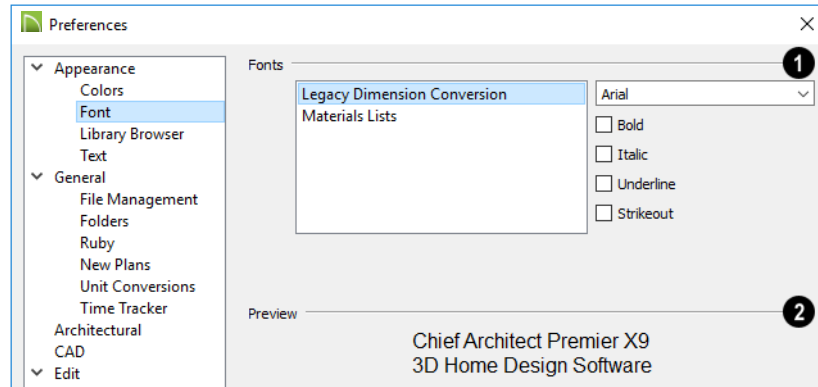 Preferences
Appearance
Colors
Font
Library Browser
Text
General
File Management
Folders
Ruby
New Plans
Unit Conversions
Time Tracker
Architectural
CAD
Edit
Fonts
1
Legacy Dimension Conversion
Materials Lists
Arial
Bold
Italic
Underline
Strikeout
Preview
2
Chief Architect Premier X9
3D Home Design Software